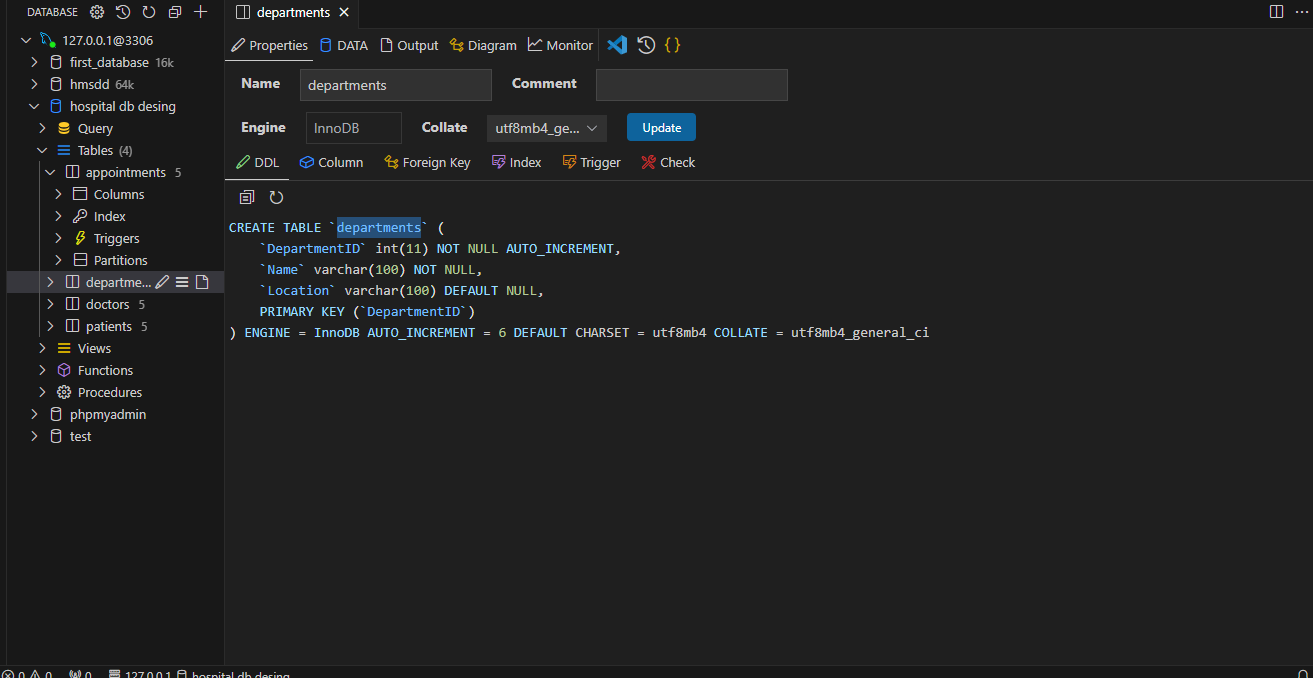 DATABASE
departments
127.0.0.1@3306
first_database 16k
hmsdd 64k
hospital db desing
Query
Tables (4)
appointments 5
Columns
Index
Triggers
Partitions
departme...
doctors 5
patients 5
Views
Functions
Procedures
phpmyadmin
test
Properties DATA Output Diagram Monitor
Name departments Comment
Engine InnoDB Collate utf8mb4_ge... Update
DDL Column Foreign Key Index Trigger Check
CREATE TABLE `departments` (
`DepartmentID` int(11) NOT NULL AUTO_INCREMENT,
`Name` varchar(100) NOT NULL,
`Location` varchar(100) DEFAULT NULL,
PRIMARY KEY (`DepartmentID`)
) ENGINE = InnoDB AUTO_INCREMENT = 6 DEFAULT CHARSET = utf8mb4 COLLATE = utf8mb4_general_ci
0 0 0 127.0.0.1 hospital db desing